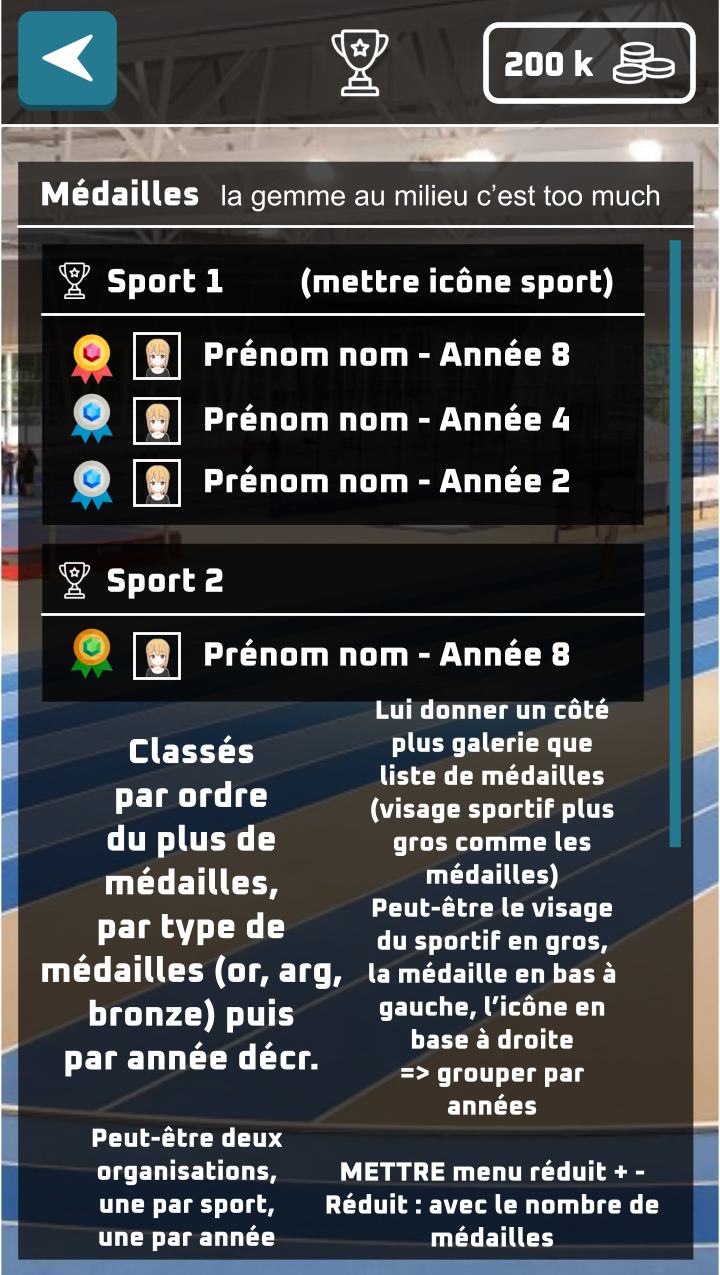 200 k
Médailles la gemme au milieu c’est too much
Sport 1 (mettre icône sport)
Prénom nom - Année 8
Prénom nom - Année 4
Prénom nom - Année 2
Sport 2
Prénom nom - Année 8
Classés
par ordre
du plus de
médailles,
par type de
médailles (or, arg,
bronze) puis
par année décr.
Lui donner un côté
plus galerie que
liste de médailles
(visage sportif plus
gros comme les
médailles)
Peut-être le visage
du sportif en gros,
la médaille en bas à
gauche, l’icône en
base à droite
=> grouper par
années
Peut-être deux
organisations,
une par sport,
une par année
METTRE menu réduit + -
Réduit : avec le nombre de
médailles